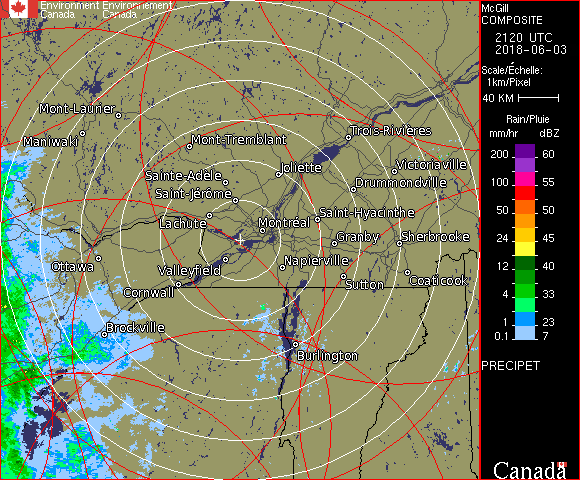 Environment Environnement
Canada Canada
McGill
COMPOSITE
2120 UTC
2018-06-03
Scale/Échelle:
1km/Pixel
40 KM
Rain/Pluie
mm/hr dBZ
200 60
100 55
50 50
24 45
12 40
4 33
1 23
0.1 7
PRECIPET
Mont-Laurier
Maniwaki
Mont-Tremblant
Trois-Rivières
Sainte-Adèle
Joliette
Victoriaville
Saint-Jérôme
Drummondville
Lachute
Montréal
Saint-Hyacinthe
Granby
Sherbrooke
Ottawa
Valleyfield
Napierville
Cornwall
Sutton
Coaticook
Brockville
Burlington
Canada